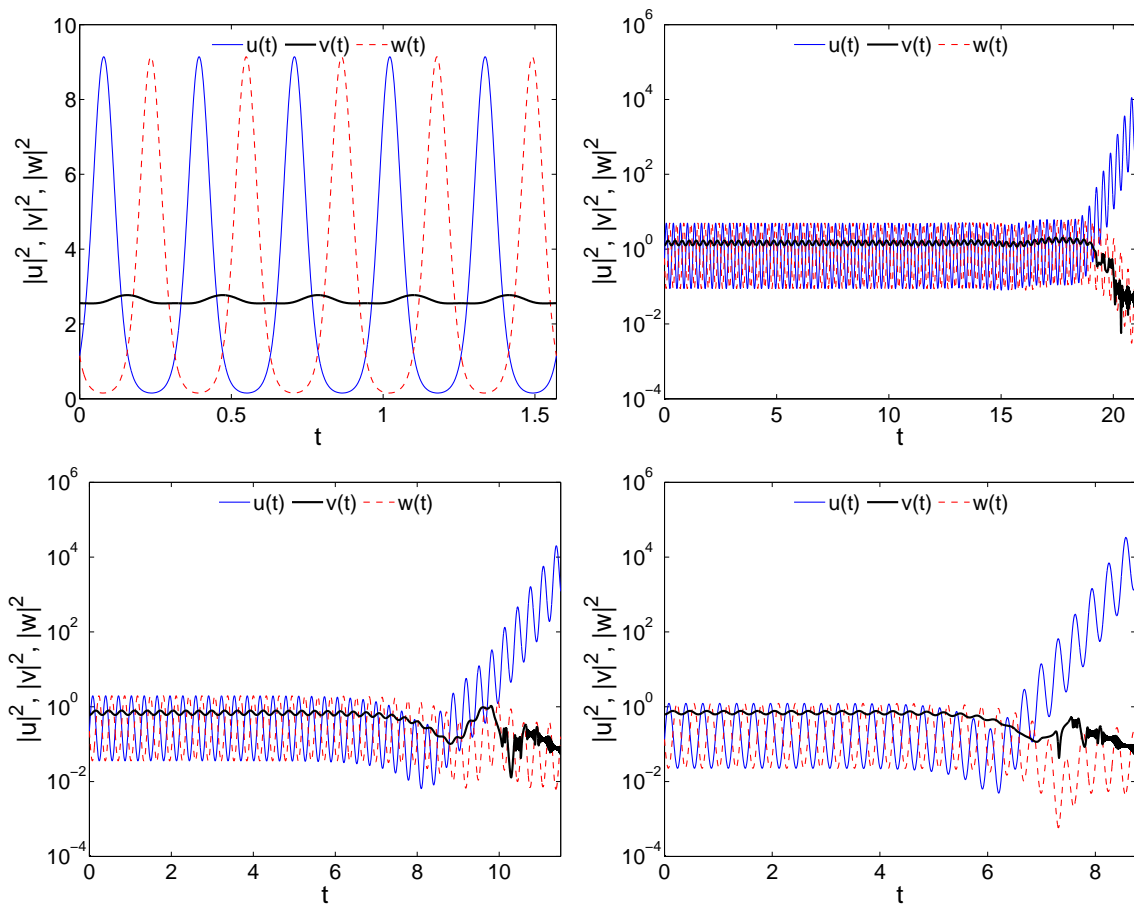 u(t) v(t) w(t)
|u|², |v|², |w|²
10
8
6
4
2
0
0 0.5 1 1.5
t
u(t) v(t) w(t)
|u|², |v|², |w|²
10⁶
10⁴
10²
10⁰
10⁻²
10⁻⁴
0 5 10 15 20
t
u(t) v(t) w(t)
|u|², |v|², |w|²
10⁶
10⁴
10²
10⁰
10⁻²
10⁻⁴
0 2 4 6 8 10
t
u(t) v(t) w(t)
|u|², |v|², |w|²
10⁶
10⁴
10²
10⁰
10⁻²
10⁻⁴
0 2 4 6 8
t